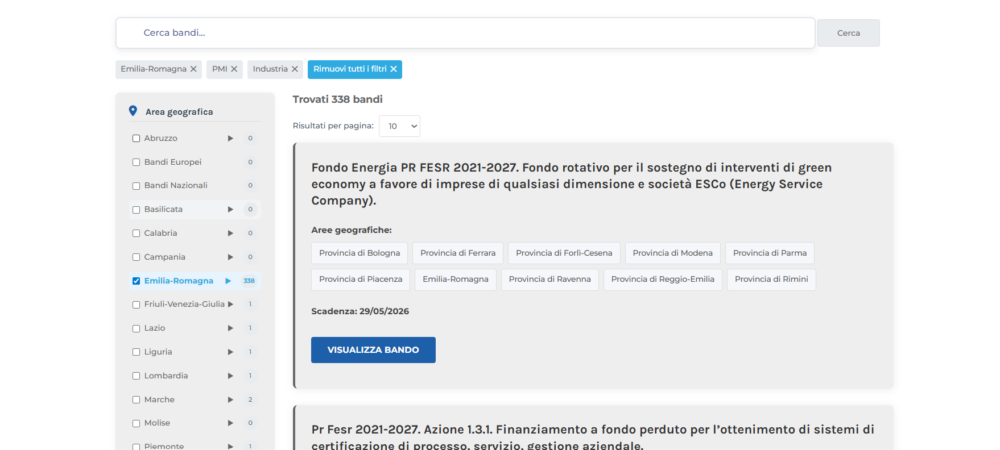 Cerca bandi...
Cerca
Emilia-Romagna ✕ PMI ✕ Industria ✕ Rimuovi tutti i filtri ✕
Area geografica
Abruzzo ▶ 0
Bandi Europei 0
Bandi Nazionali 0
Basilicata ▶ 0
Calabria ▶ 0
Campania ▶ 0
Emilia-Romagna ▶ 338
Friuli-Venezia-Giulia ▶ 1
Lazio ▶ 1
Liguria ▶ 1
Lombardia ▶ 1
Marche ▶ 2
Molise ▶ 0
Piemonte ▶ 1
Trovati 338 bandi
Risultati per pagina: 10
Fondo Energia PR FESR 2021-2027. Fondo rotativo per il sostegno di interventi di green
economy a favore di imprese di qualsiasi dimensione e società ESCo (Energy Service
Company).
Aree geografiche:
Provincia di Bologna Provincia di Ferrara Provincia di Forlì-Cesena Provincia di Modena Provincia di Parma
Provincia di Piacenza Emilia-Romagna Provincia di Ravenna Provincia di Reggio-Emilia Provincia di Rimini
Scadenza: 29/05/2026
VISUALIZZA BANDO
Pr Fesr 2021-2027. Azione 1.3.1. Finanziamento a fondo perduto per l’ottenimento di sistemi di
certificazione di processo, servizio, gestione aziendale.